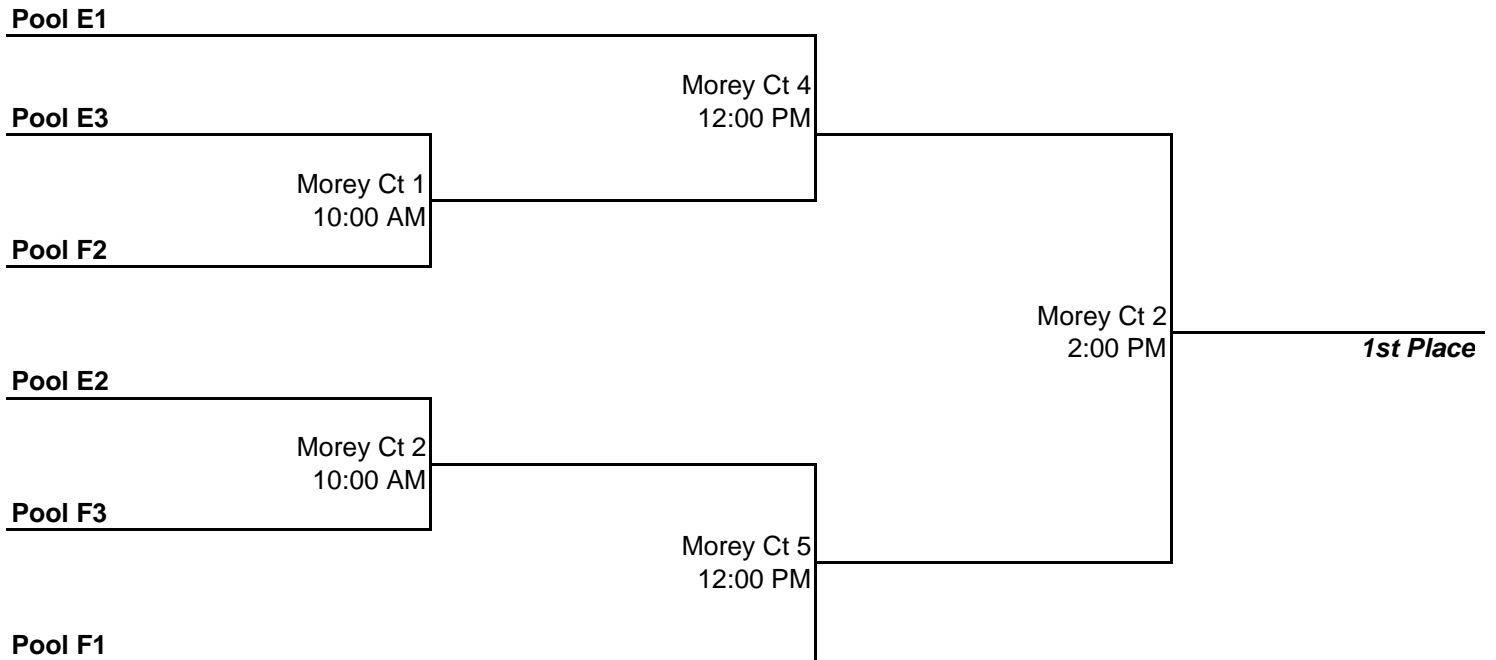 Pool E1
Morey Ct 4
12:00 PM
Pool E3
Morey Ct 1
10:00 AM
Pool F2
Morey Ct 2
2:00 PM
1st Place
Pool E2
Morey Ct 2
10:00 AM
Pool F3
Morey Ct 5
12:00 PM
Pool F1